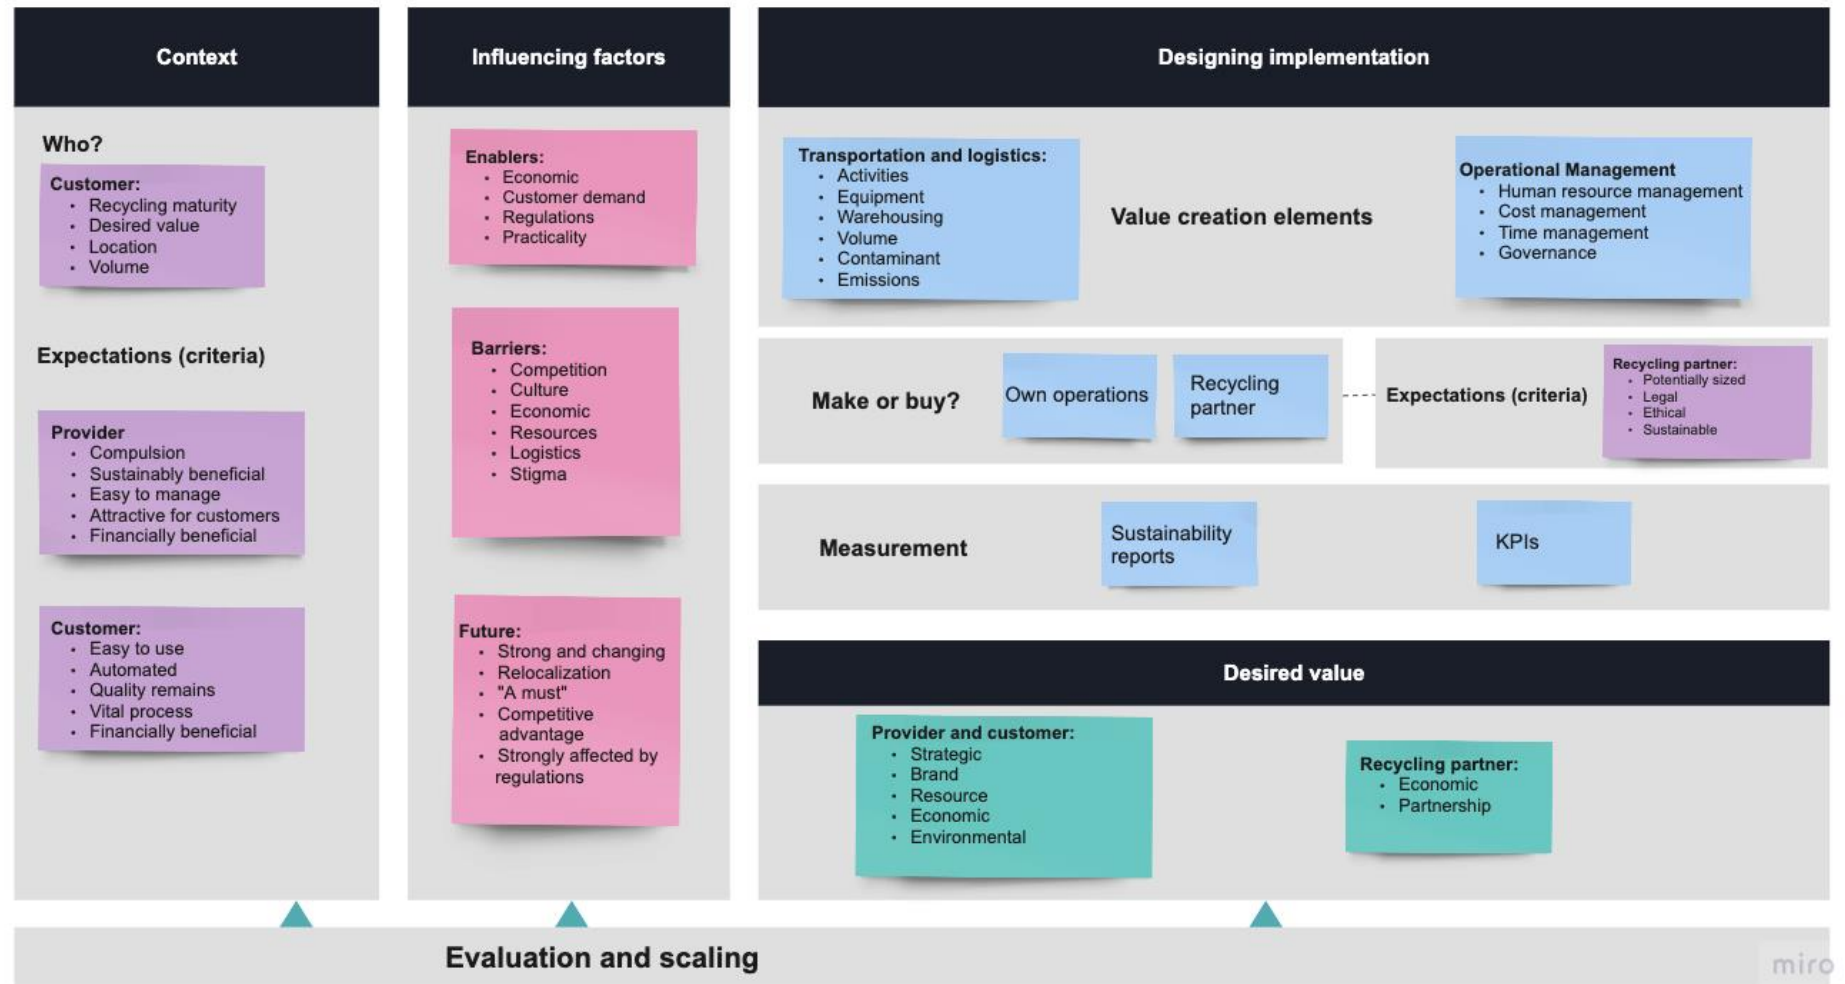 Context
Who?
Customer:
• Recycling maturity
• Desired value
• Location
• Volume
Expectations (criteria)
Provider
• Compulsion
• Sustainably beneficial
• Easy to manage
• Attractive for customers
• Financially beneficial
Customer:
• Easy to use
• Automated
• Quality remains
• Vital process
• Financially beneficial
Influencing factors
Enablers:
• Economic
• Customer demand
• Regulations
• Practicality
Barriers:
• Competition
• Culture
• Economic
• Resources
• Logistics
• Stigma
Future:
• Strong and changing
• Relocalization
• "A must"
• Competitive
advantage
• Strongly affected by
regulations
Designing implementation
Transportation and logistics:
• Activities
• Equipment
• Warehousing
• Volume
• Contaminant
• Emissions
Value creation elements
Operational Management
• Human resource management
• Cost management
• Time management
• Governance
Make or buy?
Own operations
Recycling
partner
Expectations (criteria)
Recycling partner:
• Potentially sized
• Legal
• Ethical
• Sustainable
Measurement
Sustainability
reports
KPIs
Desired value
Provider and customer:
• Strategic
• Brand
• Resource
• Economic
• Environmental
Recycling partner:
• Economic
• Partnership
Evaluation and scaling
miro